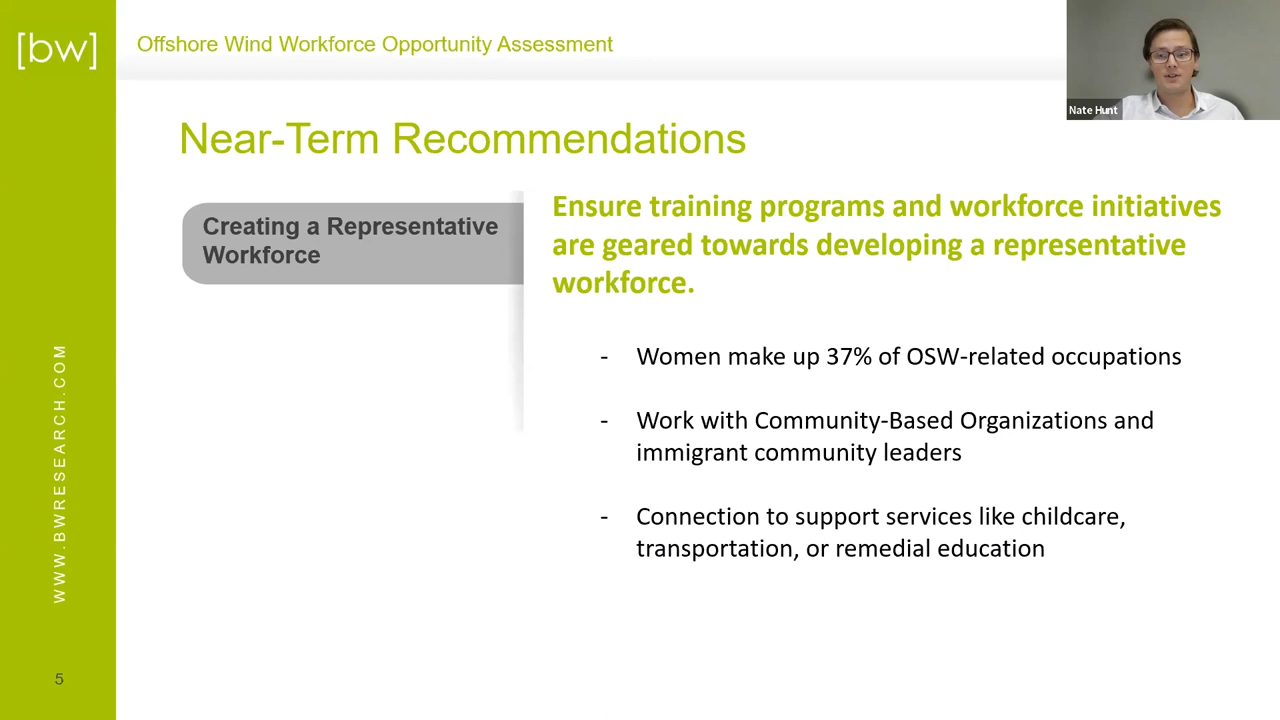 [bw]
Offshore Wind Workforce Opportunity Assessment
Nate Hunt
Near-Term Recommendations
Creating a Representative
Workforce
Ensure training programs and workforce initiatives
are geared towards developing a representative
workforce.
- Women make up 37% of OSW-related occupations
- Work with Community-Based Organizations and
immigrant community leaders
- Connection to support services like childcare,
transportation, or remedial education
WWW.BWRESEARCH.COM
5